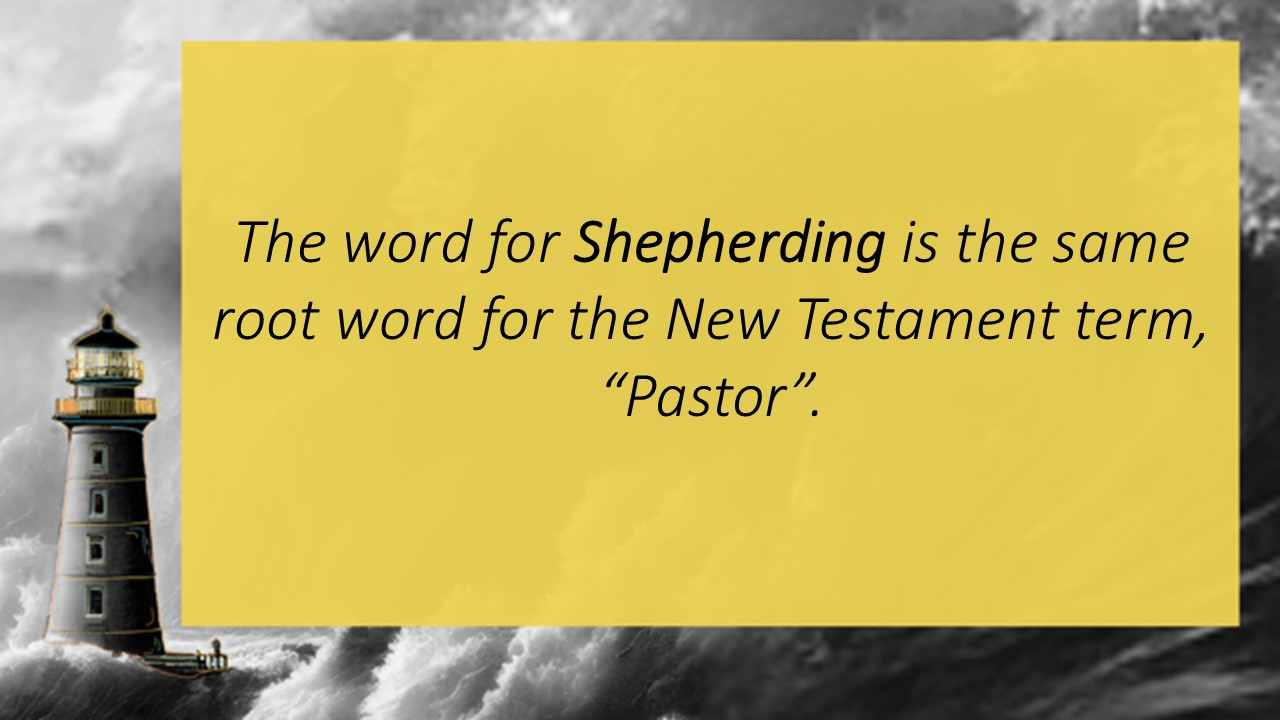 The word for Shepherding is the same
root word for the New Testament term,
“Pastor”.